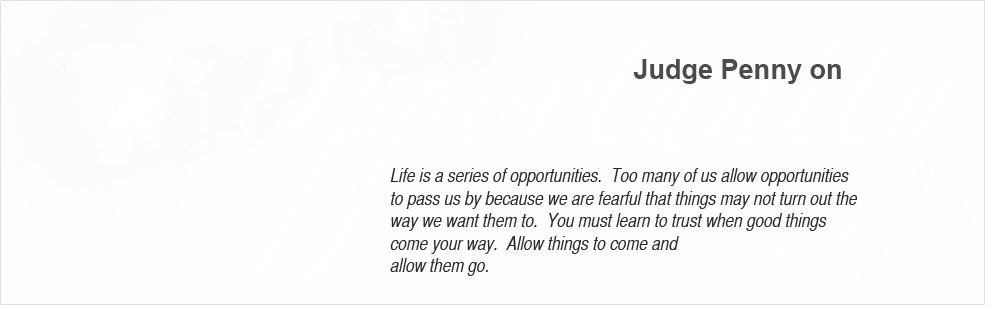 Judge Penny on
Life is a series of opportunities.  Too many of us allow opportunities
to pass us by because we are fearful that things may not turn out the
way we want them to.  You must learn to trust when good things
come your way.  Allow things to come and
allow them go.